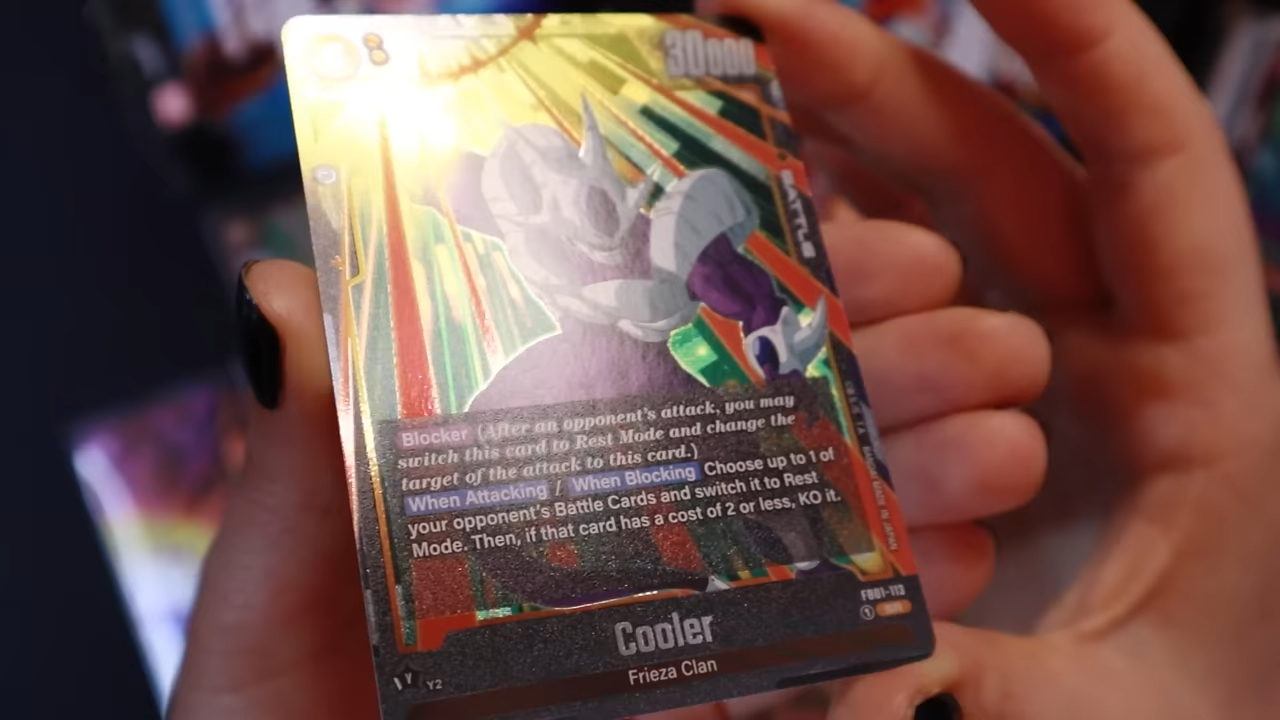 8
30000
BATTLE
Blocker (After an opponent's attack, you may
switch this card to Rest Mode and change the
target of the attack to this card.)
When Attacking / When Blocking Choose up to 1 of
your opponent's Battle Cards and switch it to Rest
Mode. Then, if that card has a cost of 2 or less, KO it.
FB01-113
1
Cooler
Y Y2
Frieza Clan